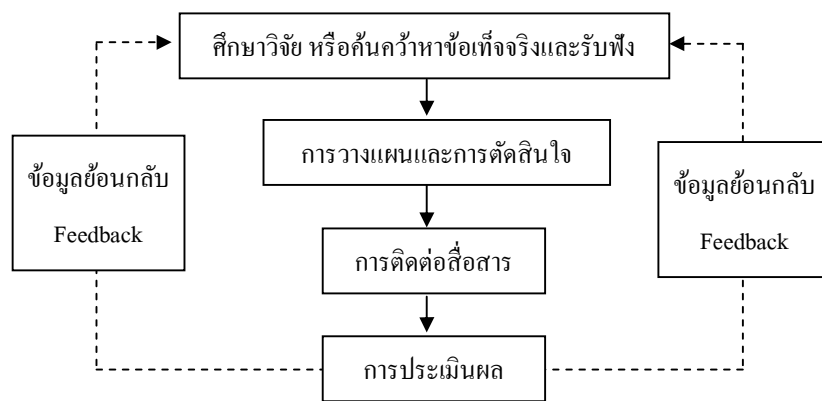 ศึกษาวิจัย หรือค้นคว้าหาข้อเท็จจริงและรับฟัง
การวางแผนและการตัดสินใจ
ข้อมูลย้อนกลับ
Feedback
ข้อมูลย้อนกลับ
Feedback
การติดต่อสื่อสาร
การประเมินผล